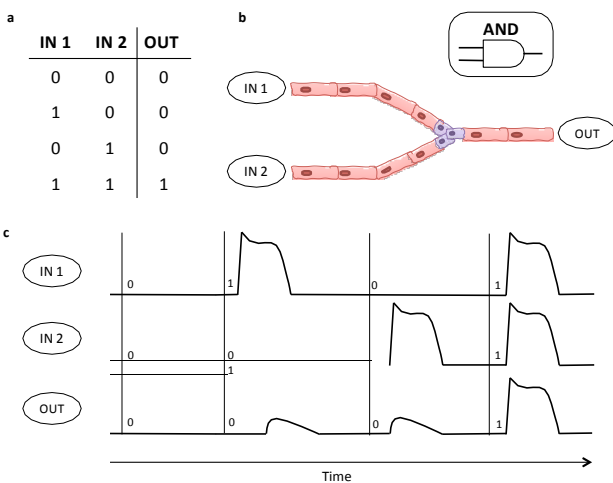 a
IN 1 IN 2 OUT
0 0 0
1 0 0
0 1 0
1 1 1
b
AND
IN 1
IN 2
OUT
c
IN 1
0 1 0 1
IN 2
0 0 1
1
OUT
0 0 0 1
Time